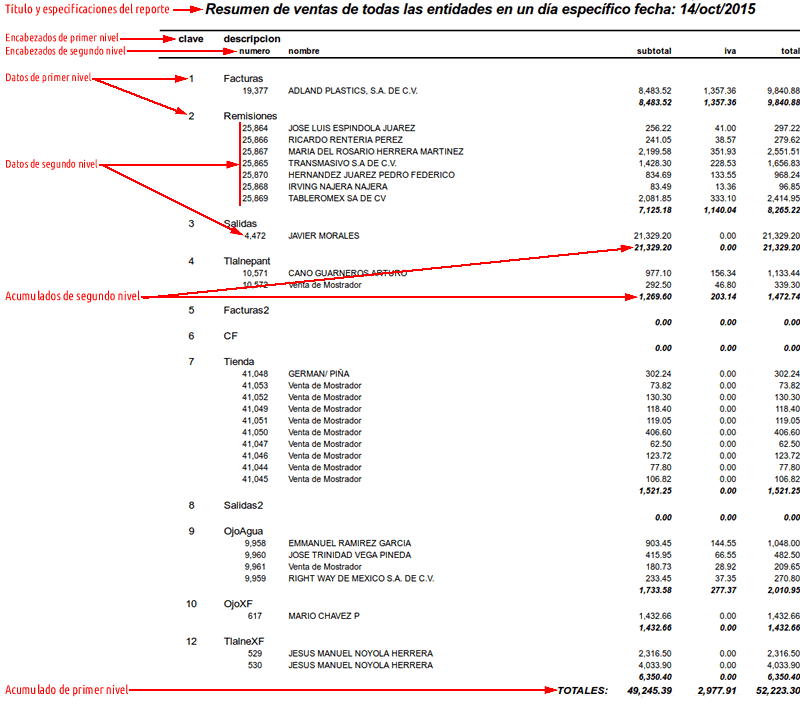 Título y especificaciones del reporte Resumen de ventas de todas las entidades en un día específico fecha: 14/oct/2015
Encabezados de primer nivel clave descripcion
Encabezados de segundo nivel numero nombre subtotal iva total
Datos de primer nivel 1 Facturas
19,377 ADLAND PLASTICS, S.A. DE C.V. 8,483.52 1,357.36 9,840.88
8,483.52 1,357.36 9,840.88
2 Remisiones
25,864 JOSE LUIS ESPINDOLA JUAREZ 256.22 41.00 297.22
25,866 RICARDO RENTERIA PEREZ 241.05 38.57 279.62
25,867 MARIA DEL ROSARIO HERRERA MARTINEZ 2,199.58 351.93 2,551.51
Datos de segundo nivel 25,865 TRANSMASIVO S.A DE C.V. 1,428.30 228.53 1,656.83
25,870 HERNANDEZ JUAREZ PEDRO FEDERICO 834.69 133.55 968.24
25,868 IRVING NAJERA NAJERA 83.49 13.36 96.85
25,869 TABLEROMEX SA DE CV 2,081.85 333.10 2,414.95
7,125.18 1,140.04 8,265.22
3 Salidas
4,472 JAVIER MORALES 21,329.20 0.00 21,329.20
21,329.20 0.00 21,329.20
4 Tlalnepant
10,571 CANO GUARNEROS ARTURO 977.10 156.34 1,133.44
10,572 Venta de Mostrador 292.50 46.80 339.30
Acumulados de segundo nivel 1,269.60 203.14 1,472.74
5 Facturas2
0.00 0.00 0.00
6 CF
0.00 0.00 0.00
7 Tienda
41,048 GERMAN/ PIÑA 302.24 0.00 302.24
41,053 Venta de Mostrador 73.82 0.00 73.82
41,052 Venta de Mostrador 130.30 0.00 130.30
41,049 Venta de Mostrador 118.40 0.00 118.40
41,051 Venta de Mostrador 119.05 0.00 119.05
41,050 Venta de Mostrador 406.60 0.00 406.60
41,047 Venta de Mostrador 62.50 0.00 62.50
41,046 Venta de Mostrador 123.72 0.00 123.72
41,044 Venta de Mostrador 77.80 0.00 77.80
41,045 Venta de Mostrador 106.82 0.00 106.82
1,521.25 0.00 1,521.25
8 Salidas2
0.00 0.00 0.00
9 OjoAgua
9,958 EMMANUEL RAMIREZ GARCIA 903.45 144.55 1,048.00
9,960 JOSE TRINIDAD VEGA PINEDA 415.95 66.55 482.50
9,961 Venta de Mostrador 180.73 28.92 209.65
9,959 RIGHT WAY DE MEXICO S.A. DE C.V. 233.45 37.35 270.80
1,733.58 277.37 2,010.95
10 OjoXF
617 MARIO CHAVEZ P 1,432.66 0.00 1,432.66
1,432.66 0.00 1,432.66
12 TlalneXF
529 JESUS MANUEL NOYOLA HERRERA 2,316.50 0.00 2,316.50
530 JESUS MANUEL NOYOLA HERRERA 4,033.90 0.00 4,033.90
6,350.40 0.00 6,350.40
Acumulado de primer nivel TOTALES: 49,245.39 2,977.91 52,223.30